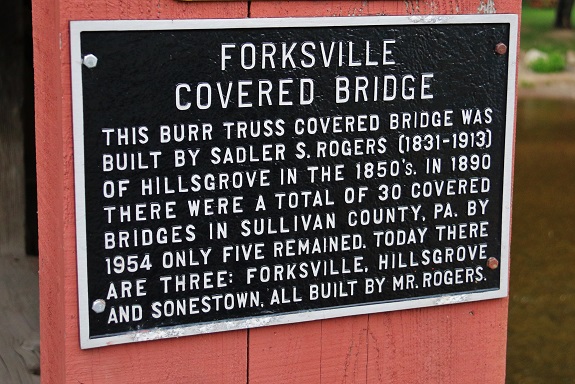 FORKSVILLE
COVERED BRIDGE
THIS BURR TRUSS COVERED BRIDGE WAS
BUILT BY SADLER S. ROGERS (1831-1913)
OF HILLSGROVE IN THE 1850's. IN 1890
THERE WERE A TOTAL OF 30 COVERED
BRIDGES IN SULLIVAN COUNTY, PA. BY
1954 ONLY FIVE REMAINED. TODAY THERE
ARE THREE: FORKSVILLE, HILLSGROVE
AND SONESTOWN, ALL BUILT BY MR. ROGERS.